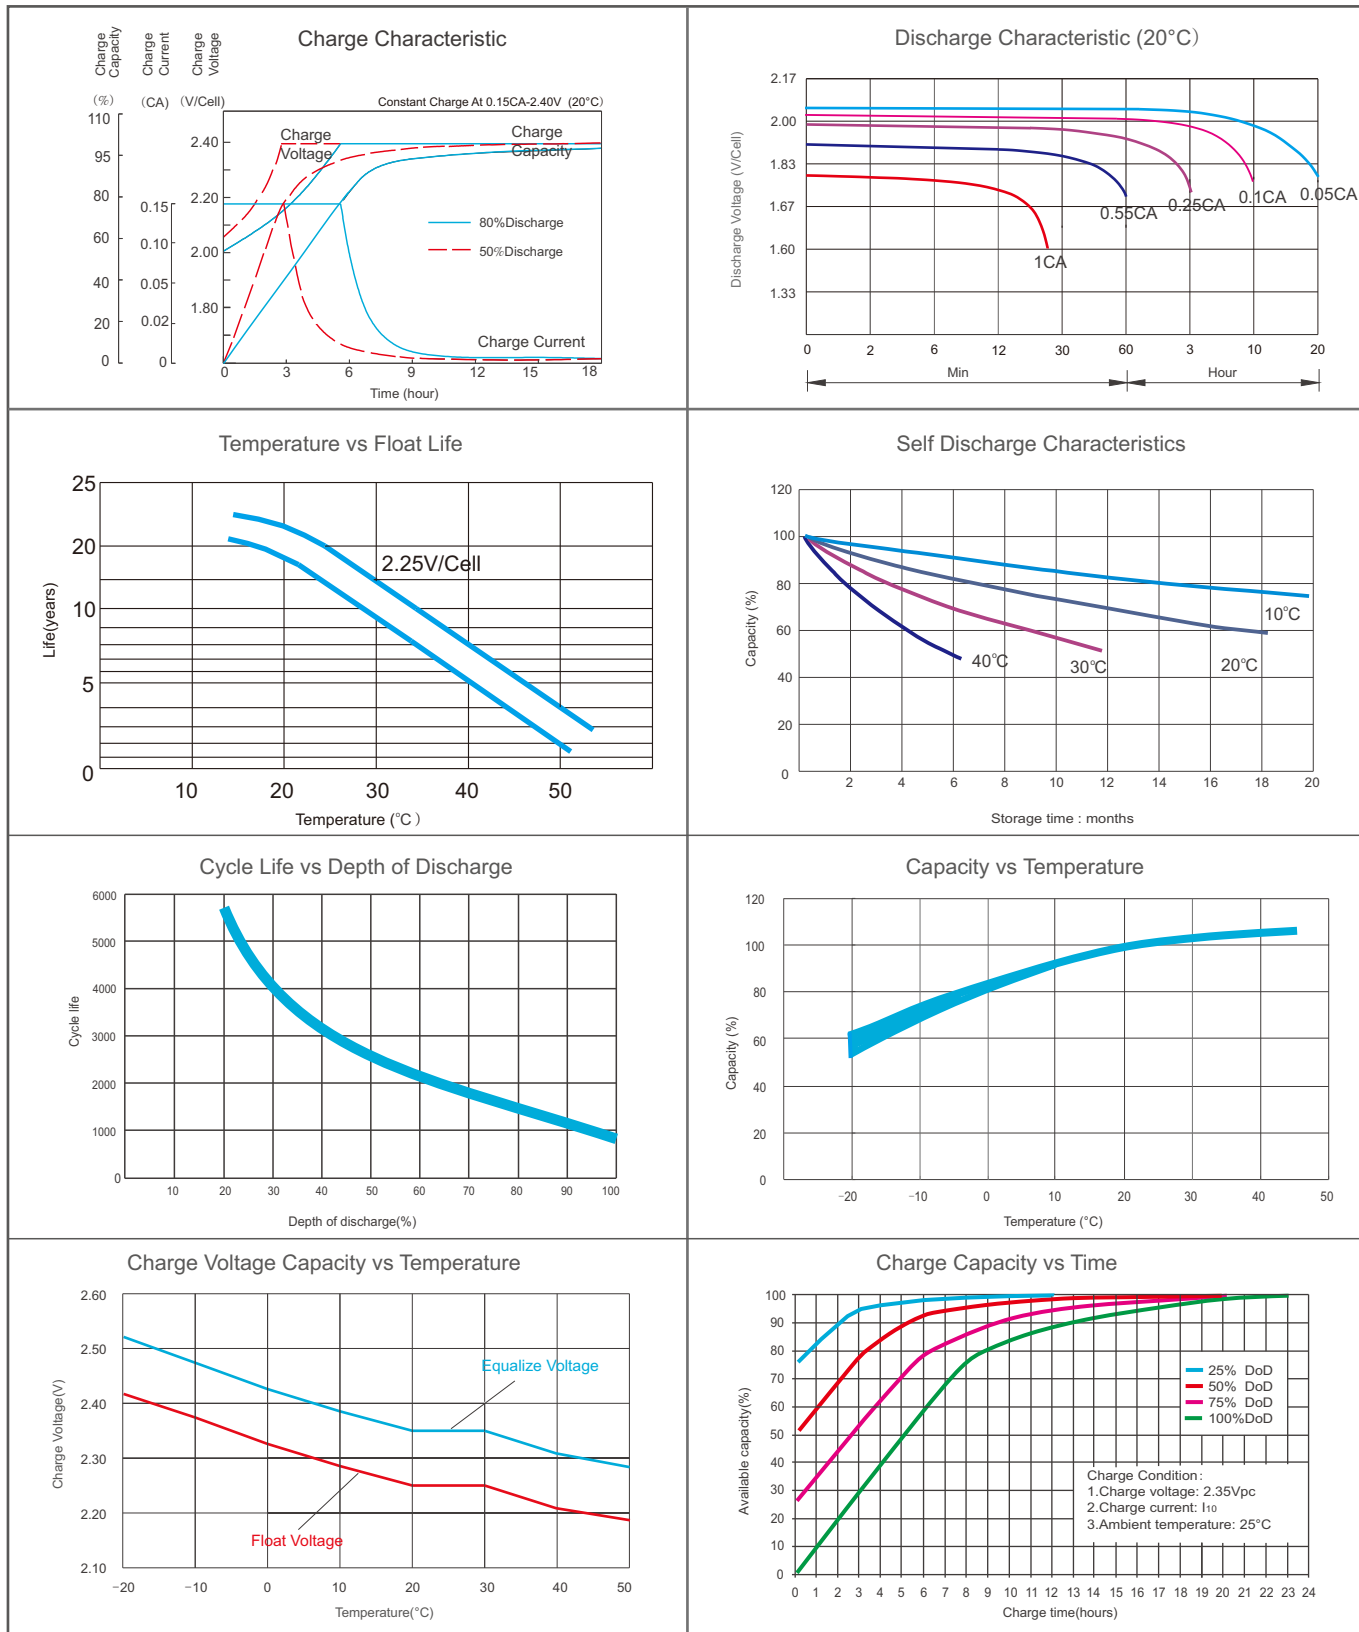 Charge Characteristic
Charge Capacity
Charge Current
Charge Voltage
(%)
(CA)
(V/Cell)
Constant Charge At 0.15CA-2.40V (20°C)
110
95
80
60
40
20
0
0.15
0.10
0.05
0.02
0
2.40
2.20
2.00
1.80
Charge
Voltage
Charge
Capacity
80%Discharge
50%Discharge
Charge Current
0 3 6 9 12 15 18
Time (hour)
Discharge Characteristic (20°C)
Discharge Voltage (V/Cell)
2.17
2.00
1.83
1.67
1.60
1.33
0.05CA
0.1CA
0.25CA
0.55CA
1CA
0 2 6 12 30 60 3 10 20
Min
Hour
Temperature vs Float Life
Life(years)
25
20
10
5
0
2.25V/Cell
10 20 30 40 50
Temperature (°C )
Self Discharge Characteristics
Capacity (%)
120
100
80
60
40
20
0
10°C
20°C
30°C
40°C
2 4 6 8 10 12 14 16 18 20
Storage time : months
Cycle Life vs Depth of Discharge
Cycle life
6000
5000
4000
3000
2000
1000
0
10 20 30 40 50 60 70 80 90 100
Depth of discharge(%)
Capacity vs Temperature
Capacity (%)
120
100
80
60
40
20
0
-20 -10 0 10 20 30 40 50
Temperature (°C)
Charge Voltage Capacity vs Temperature
Charge Voltage(V)
2.60
2.50
2.40
2.30
2.20
2.10
Equalize Voltage
Float Voltage
-20 -10 0 10 20 30 40 50
Temperature(°C)
Charge Capacity vs Time
Available capacity(%)
100
90
80
70
60
50
40
30
20
10
0
25% DoD
50% DoD
75% DoD
100%DoD
Charge Condition:
1.Charge voltage: 2.35Vpc
2.Charge current: I10
3.Ambient temperature: 25°C
0 1 2 3 4 5 6 7 8 9 10 11 12 13 14 15 16 17 18 19 20 21 22 23 24
Charge time(hours)